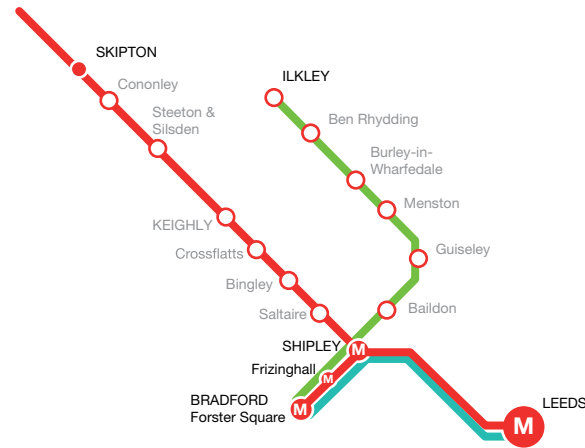 SKIPTON
Cononley
Steeton &
Silsden
KEIGHLY
Crossflatts
Bingley
Saltaire
ILKLEY
Ben Rhydding
Burley-in-
Wharfedale
Menston
Guiseley
Baildon
SHIPLEY
M
Frizinghall
M
BRADFORD
Forster Square
M
LEEDS
M